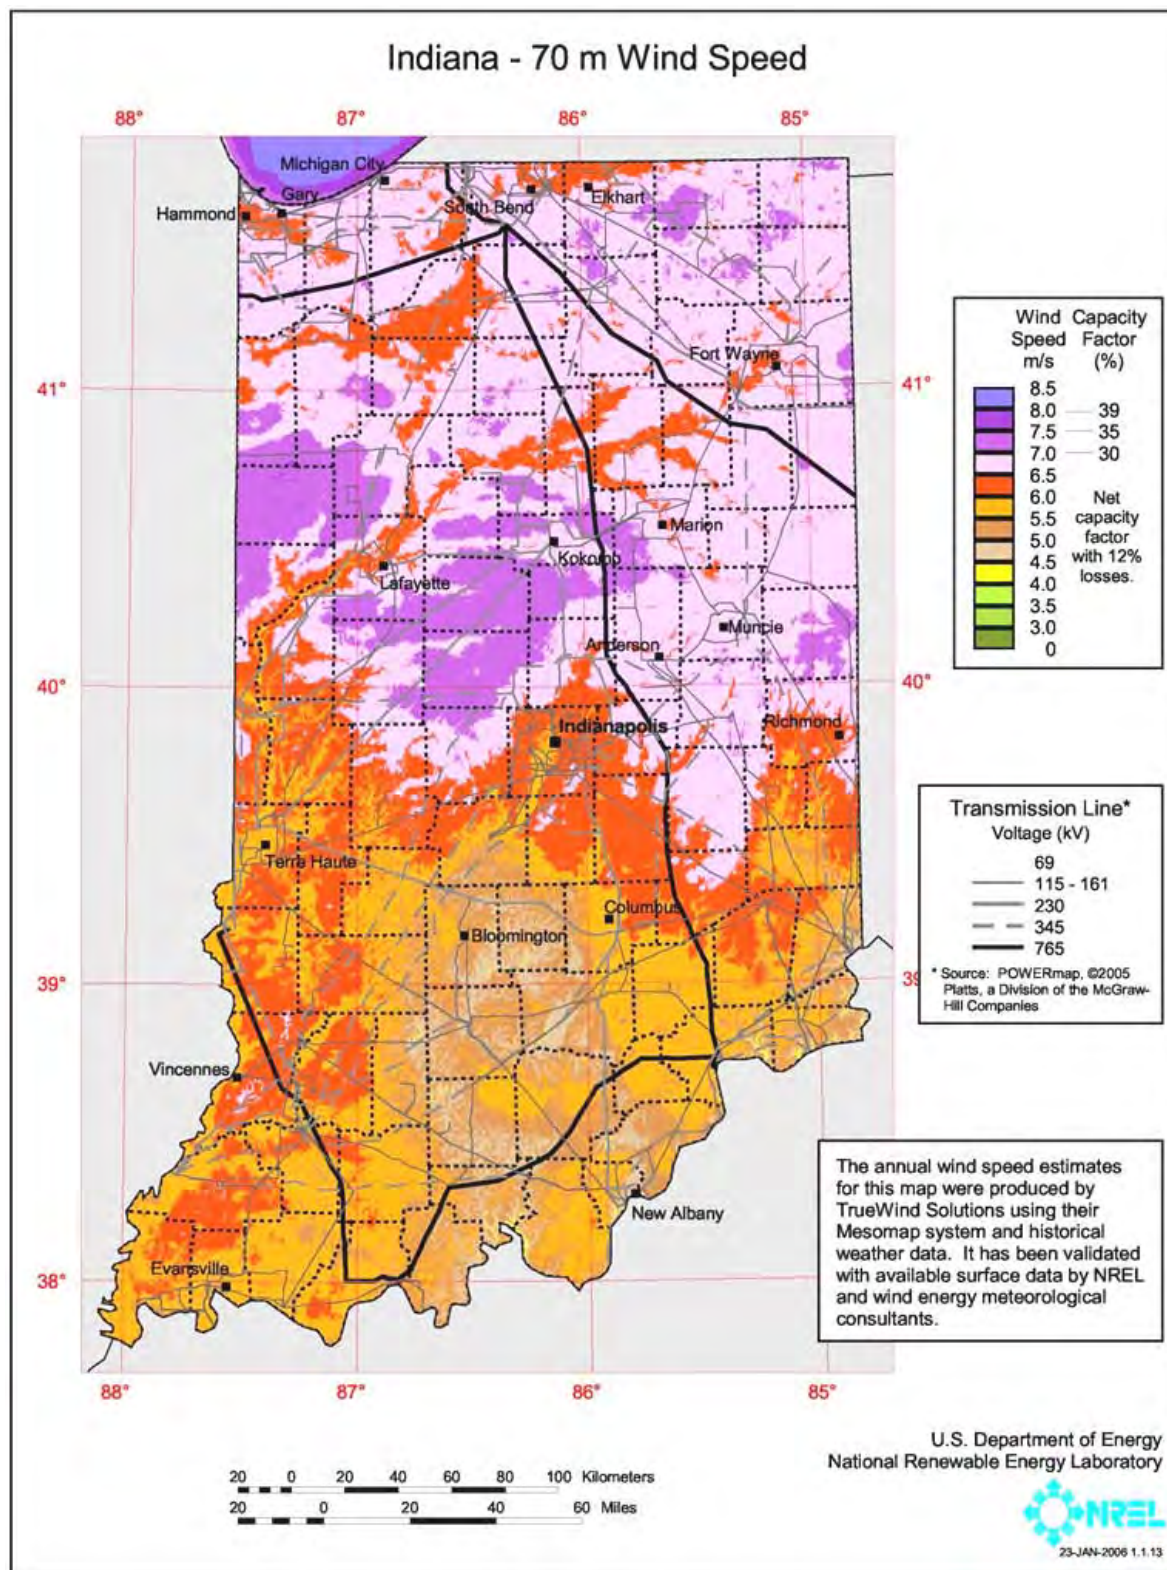 Indiana - 70 m Wind Speed
88° 87° 86° 85°
Michigan City
Gary
Hammond
South Bend
Elkhart
Fort Wayne
41° 41°
Marion
Kokomo
Lafayette
Muncie
Anderson
40° 40°
Richmond
Indianapolis
Terre Haute
Columbus
Bloomington
39° 39
Vincennes
New Albany
Evansville
38°
88° 87° 86° 85°
Wind Capacity
Speed Factor
m/s (%)
8.5
8.0 39
7.5 35
7.0 30
6.5
6.0 Net
5.5 capacity
5.0 factor
4.5 with 12%
4.0 losses.
3.5
3.0
0
Transmission Line*
Voltage (kV)
69
115 - 161
230
345
765
* Source: POWERmap, ©2005
Platts, a Division of the McGraw-
Hill Companies
The annual wind speed estimates
for this map were produced by
TrueWind Solutions using their
Mesomap system and historical
weather data. It has been validated
with available surface data by NREL
and wind energy meteorological
consultants.
U.S. Department of Energy
National Renewable Energy Laboratory
20 0 20 40 60 80 100 Kilometers
20 0 20 40 60 Miles
NREL
23-JAN-2006 1.1.13